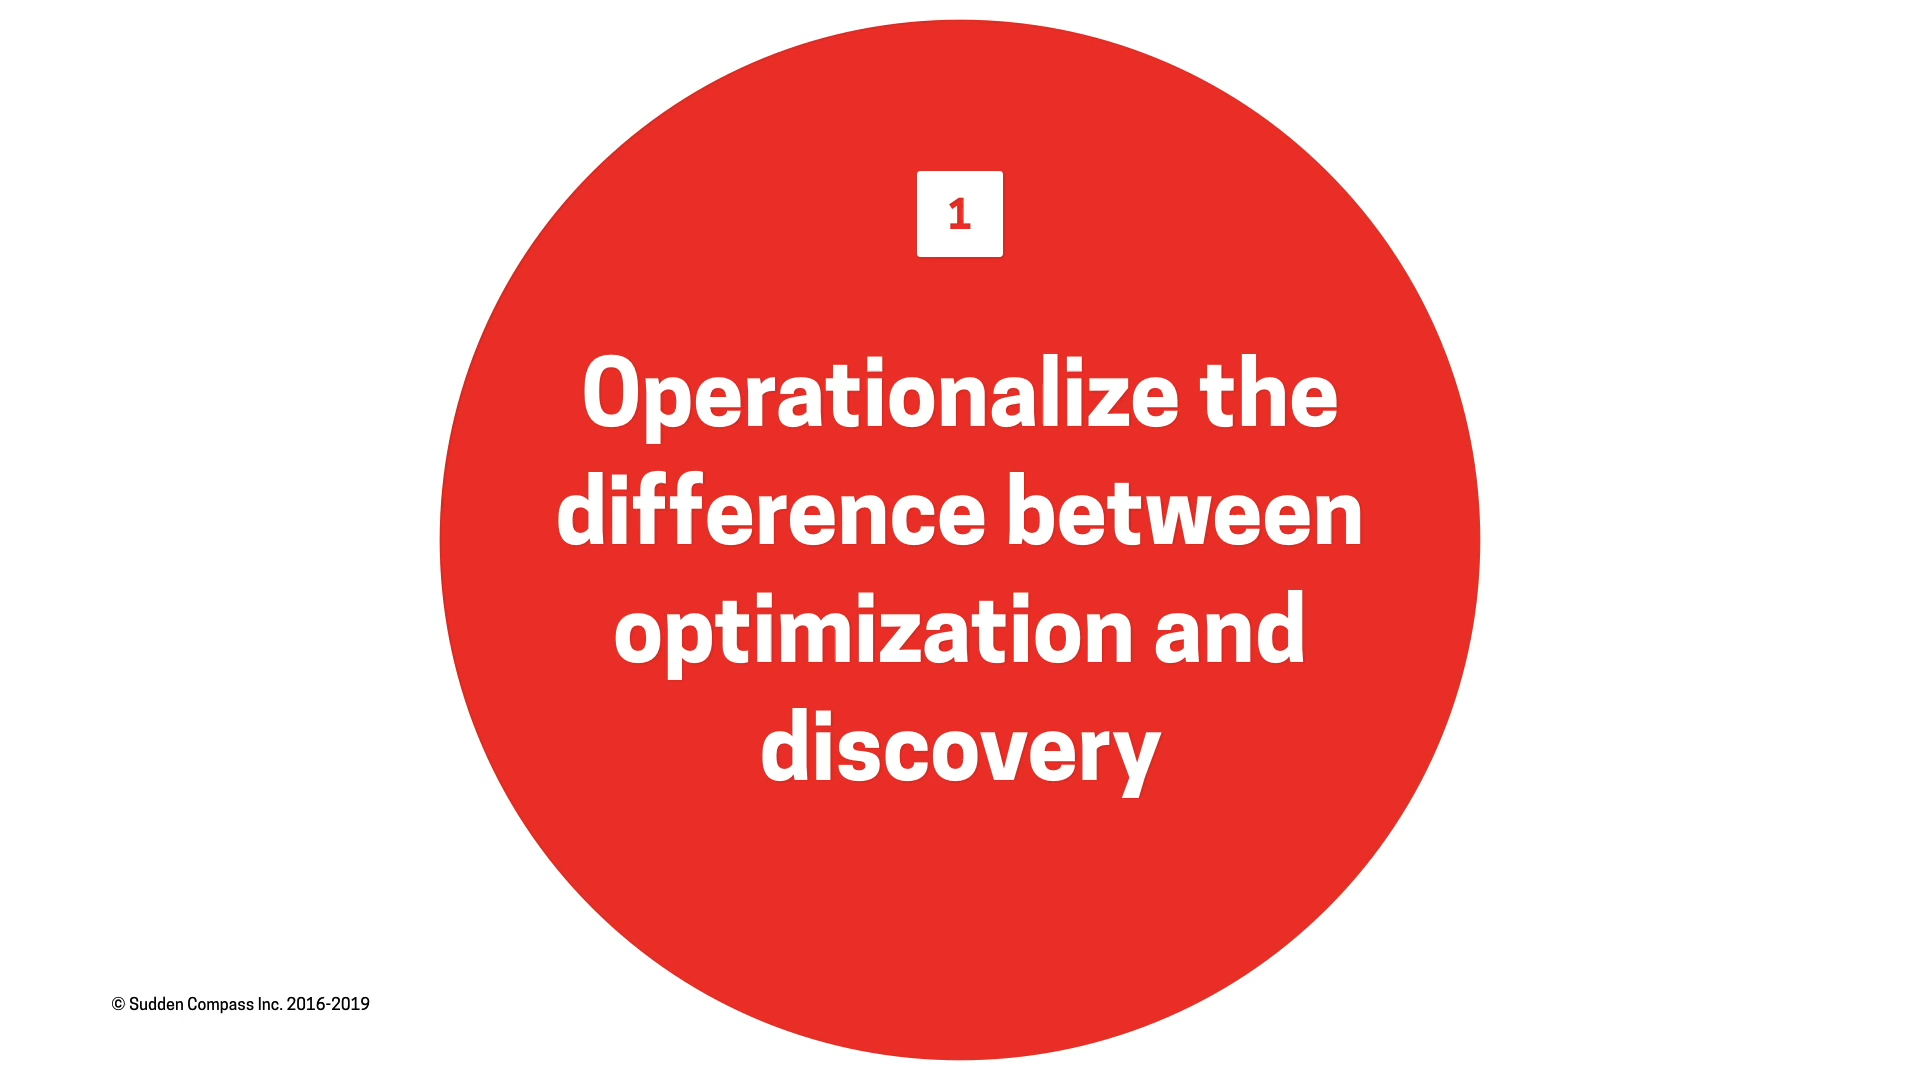 1
Operationalize the
difference between
optimization and
discovery
© Sudden Compass Inc. 2016-2019